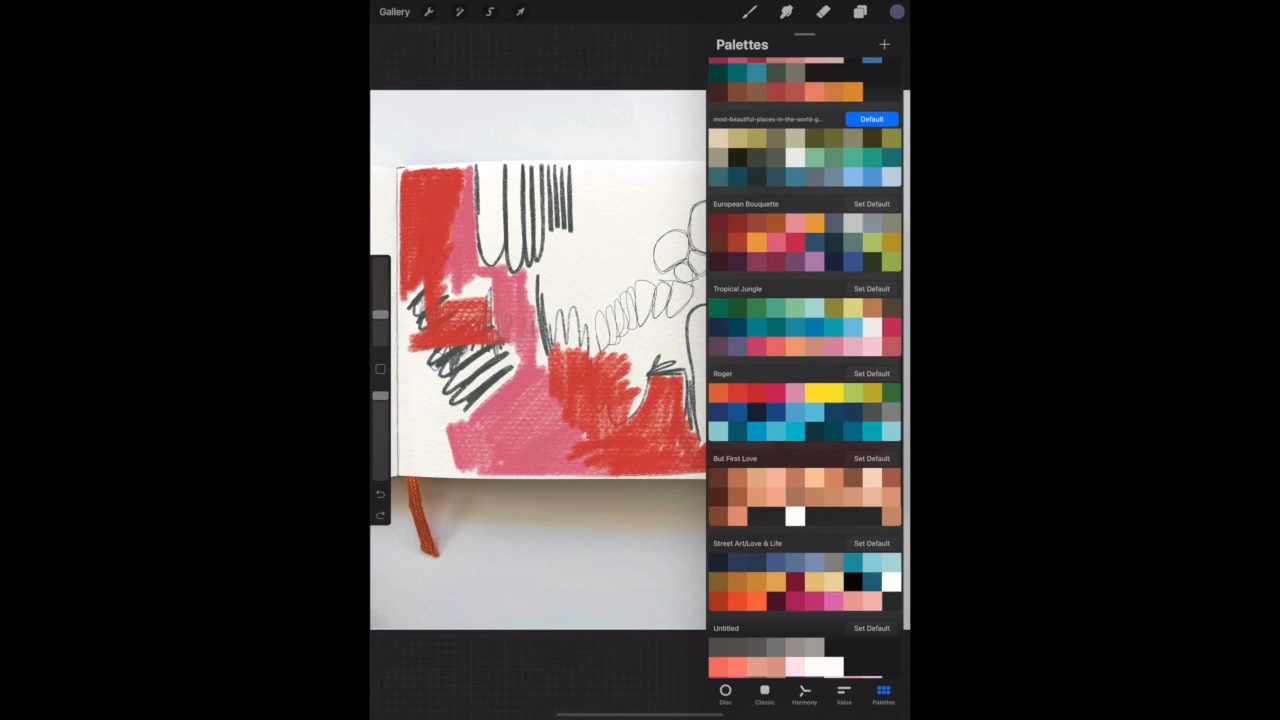 Gallery
Palettes
most-beautiful-places-in-the-world-g...
Default
European Bouquette
Set Default
Tropical Jungle
Set Default
Roger
Set Default
But First Love
Set Default
Street Art/Love & Life
Set Default
Untitled
Set Default
Disc
Classic
Harmony
Value
Palettes